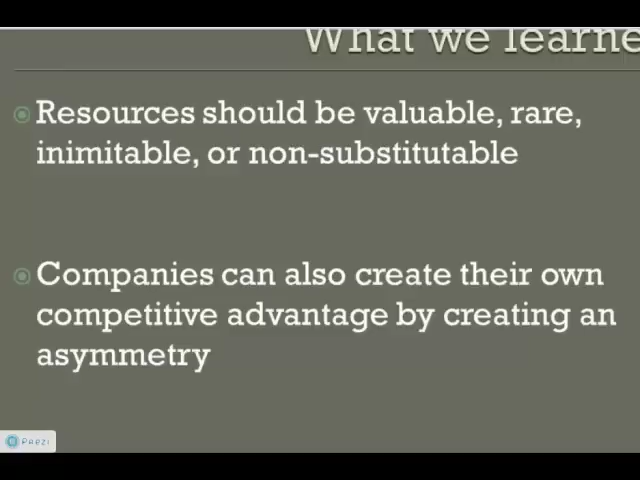 What we learne
Resources should be valuable, rare,
inimitable, or non-substitutable
Companies can also create their own
competitive advantage by creating an
asymmetry
Prezi